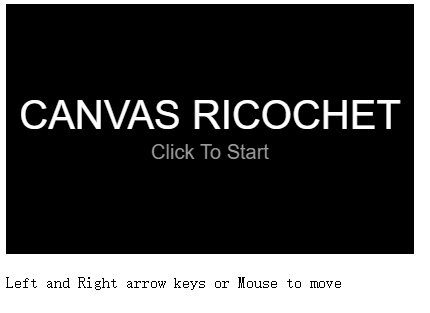 CANVAS RICOCHET
Click To Start
Left and Right arrow keys or Mouse to move